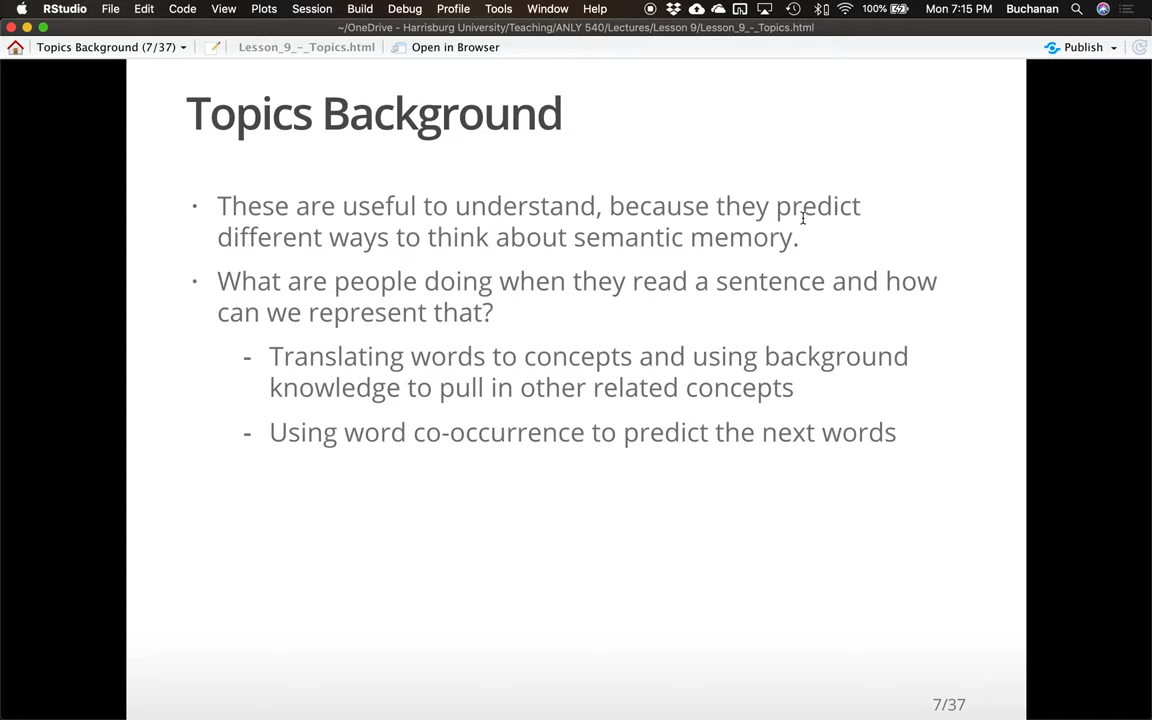 RStudio File Edit Code View Plots Session Build Debug Profile Tools Window Help 100% Mon 7:15 PM Buchanan
~/OneDrive - Harrisburg University/Teaching/ANLY 540/Lectures/Lesson 9/Lesson_9_-_Topics.html
Topics Background (7/37) Lesson_9_-_Topics.html Open in Browser Publish
Topics Background
· These are useful to understand, because they predict
different ways to think about semantic memory.
· What are people doing when they read a sentence and how
can we represent that?
- Translating words to concepts and using background
knowledge to pull in other related concepts
- Using word co-occurrence to predict the next words
7/37